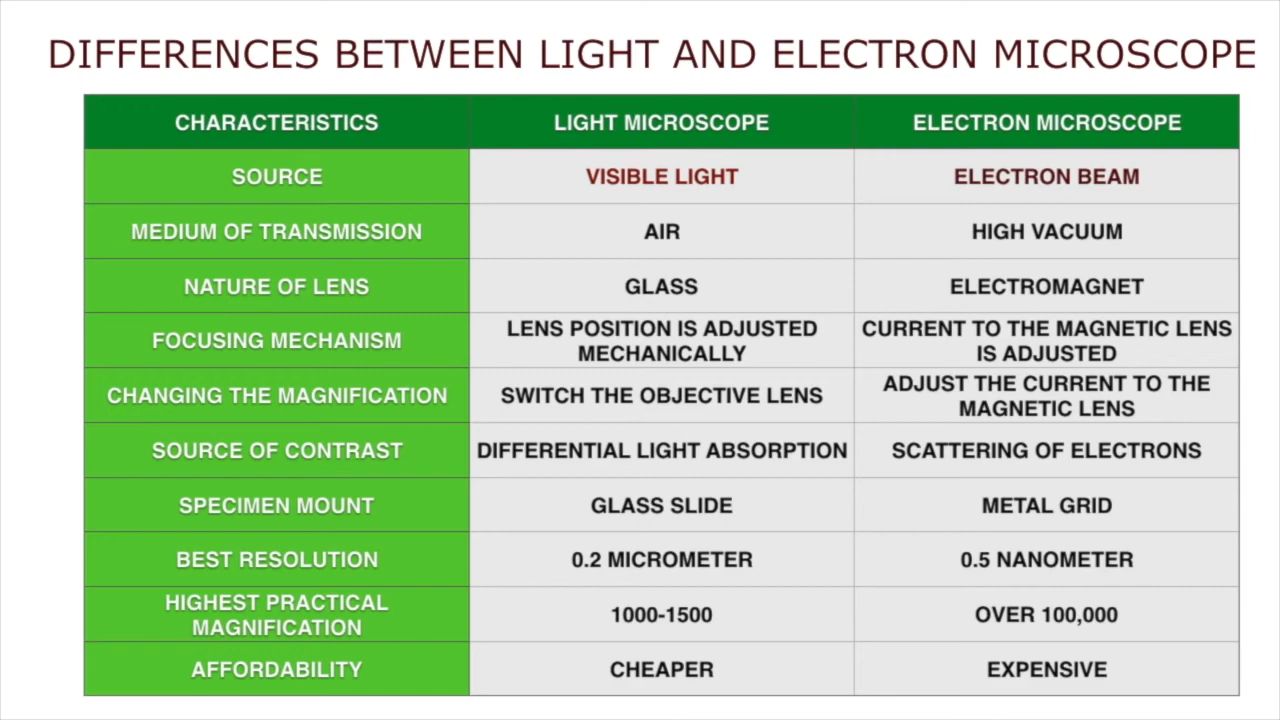 DIFFERENCES BETWEEN LIGHT AND ELECTRON MICROSCOPE
CHARACTERISTICS LIGHT MICROSCOPE ELECTRON MICROSCOPE
SOURCE VISIBLE LIGHT ELECTRON BEAM
MEDIUM OF TRANSMISSION AIR HIGH VACUUM
NATURE OF LENS GLASS ELECTROMAGNET
FOCUSING MECHANISM
LENS POSITION IS ADJUSTED
MECHANICALLY
CURRENT TO THE MAGNETIC LENS
IS ADJUSTED
CHANGING THE MAGNIFICATION SWITCH THE OBJECTIVE LENS
ADJUST THE CURRENT TO THE
MAGNETIC LENS
SOURCE OF CONTRAST DIFFERENTIAL LIGHT ABSORPTION SCATTERING OF ELECTRONS
SPECIMEN MOUNT GLASS SLIDE METAL GRID
BEST RESOLUTION 0.2 MICROMETER 0.5 NANOMETER
HIGHEST PRACTICAL
MAGNIFICATION
1000-1500 OVER 100,000
AFFORDABILITY CHEAPER EXPENSIVE